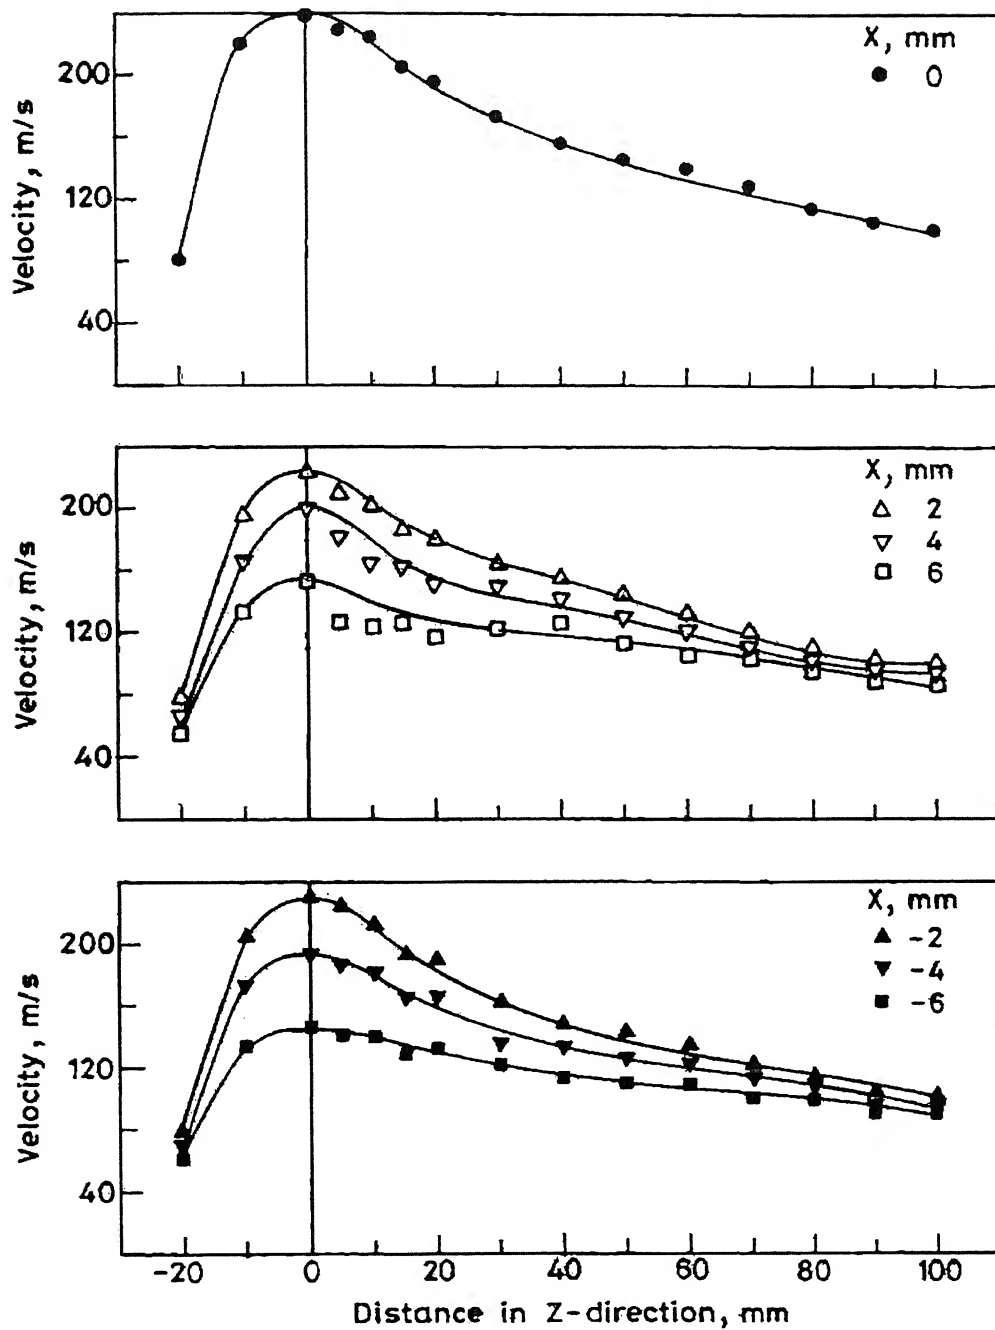 X, mm
● 0
200
120
40
Velocity, m/s
X, mm
△ 2
▽ 4
□ 6
200
120
40
Velocity, m/s
X, mm
▲ -2
▼ -4
■ -6
200
120
40
Velocity, m/s
-20 0 20 40 60 80 100
Distance in Z-direction, mm